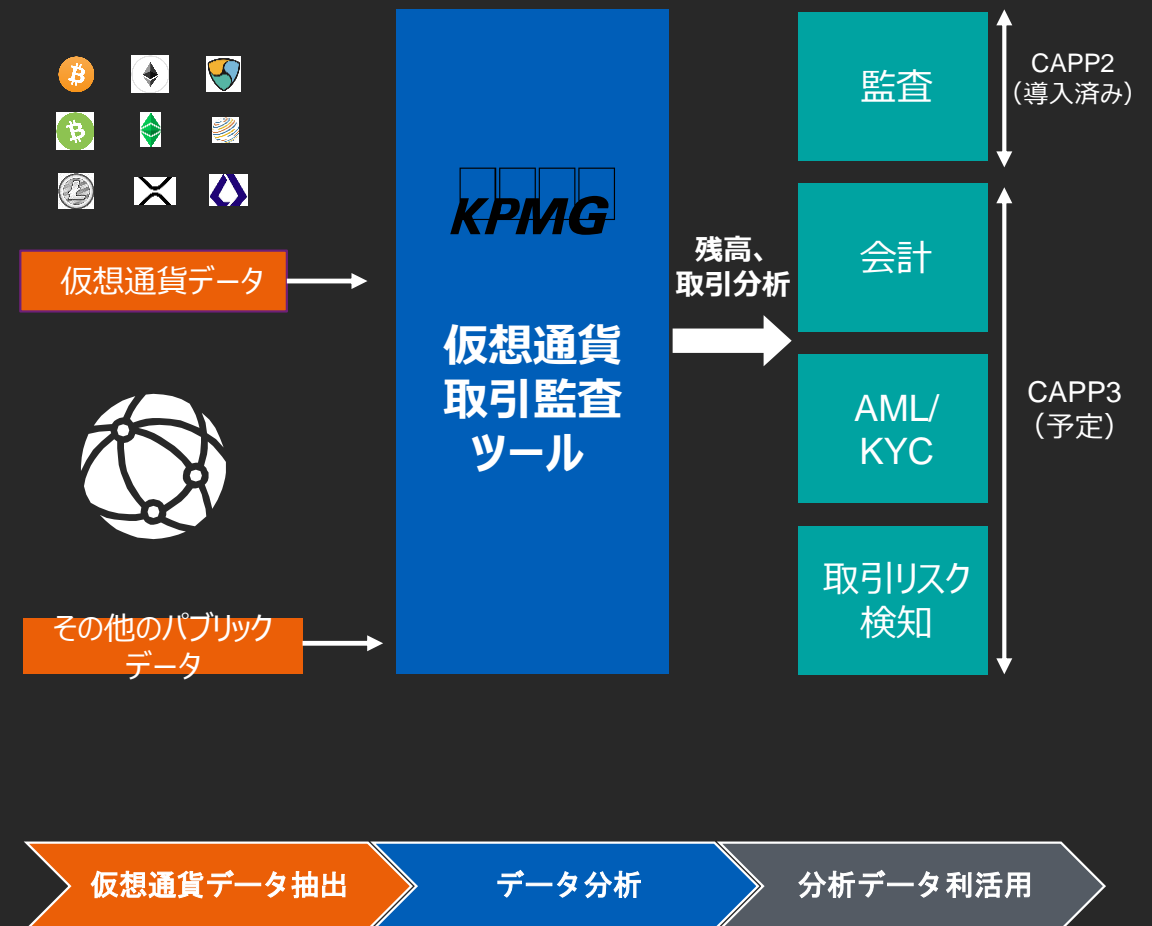 仮想通貨データ
その他のパブリック
データ
KPMG
仮想通貨
取引監査
ツール
残高、
取引分析
監査
会計
AML/
KYC
取引リスク
検知
CAPP2
（導入済み）
CAPP3
（予定）
仮想通貨データ抽出
データ分析
分析データ利活用